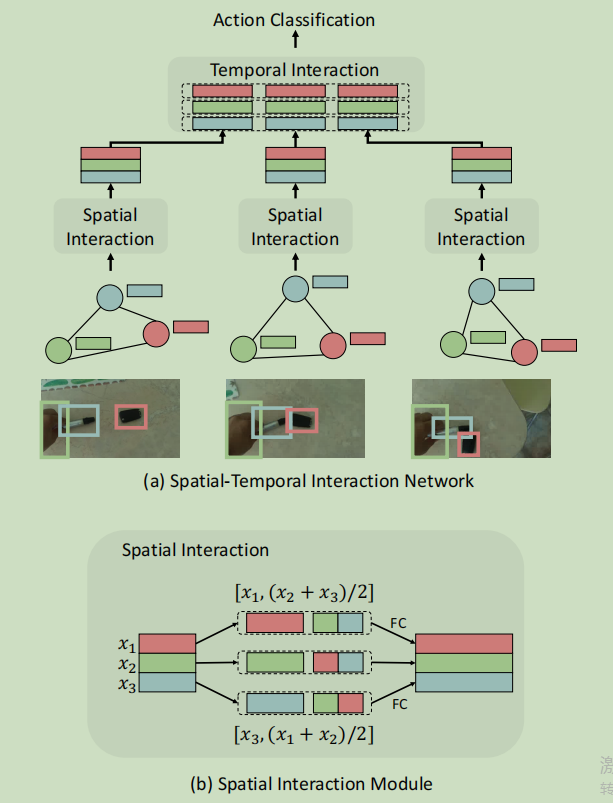 Action Classification
Temporal Interaction
Spatial Interaction
Spatial Interaction
Spatial Interaction
(a) Spatial-Temporal Interaction Network
Spatial Interaction
[x₁, (x₂ + x₃)/2]
FC
x₁
x₂
x₃
FC
[x₃, (x₁ + x₂)/2]
(b) Spatial Interaction Module
转